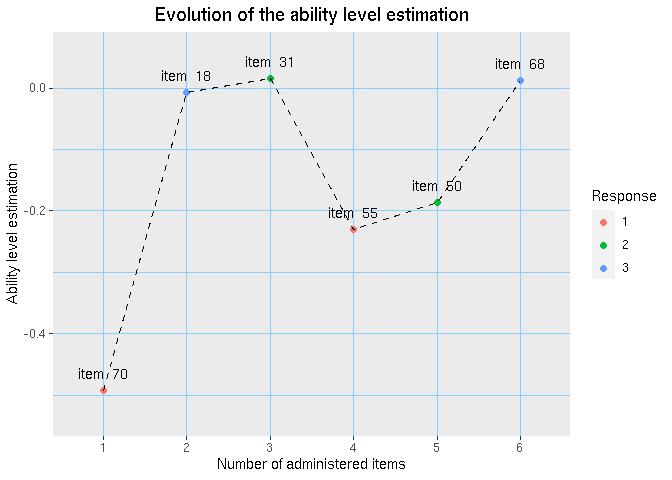 Evolution of the ability level estimation
Ability level estimation
0.0
-0.2
-0.4
item 70
item 18
item 31
item 55
item 50
item 68
1 2 3 4 5 6
Number of administered items
Response
1
2
3